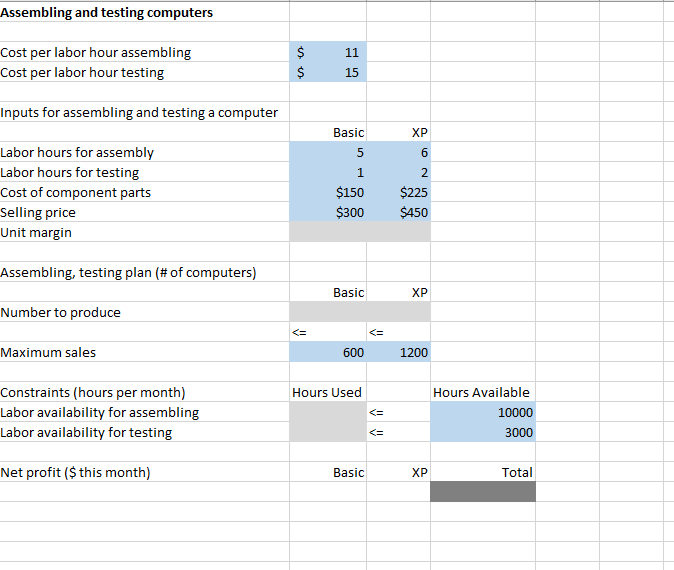 Assembling and testing computers
Cost per labor hour assembling $ 11
Cost per labor hour testing $ 15
Inputs for assembling and testing a computer
Basic XP
Labor hours for assembly 5 6
Labor hours for testing 1 2
Cost of component parts $150 $225
Selling price $300 $450
Unit margin
Assembling, testing plan (# of computers)
Basic XP
Number to produce
<= <=
Maximum sales 600 1200
Constraints (hours per month) Hours Used Hours Available
Labor availability for assembling <= 10000
Labor availability for testing <= 3000
Net profit ($ this month) Basic XP Total